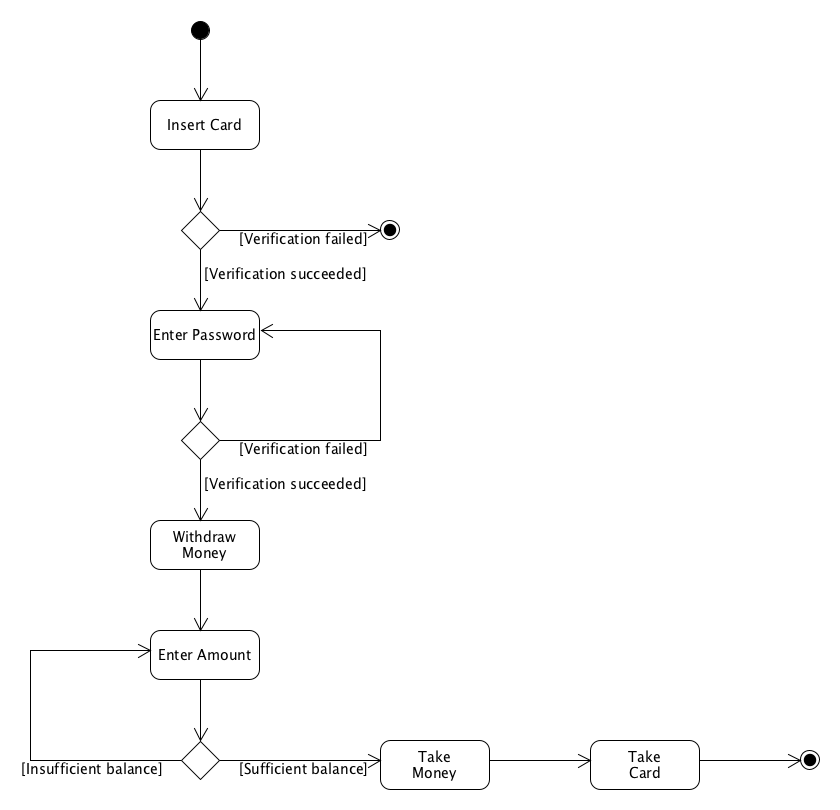 Insert Card
[Verification failed]
[Verification succeeded]
Enter Password
[Verification failed]
[Verification succeeded]
Withdraw
Money
Enter Amount
[Insufficient balance]
[Sufficient balance]
Take
Money
Take
Card